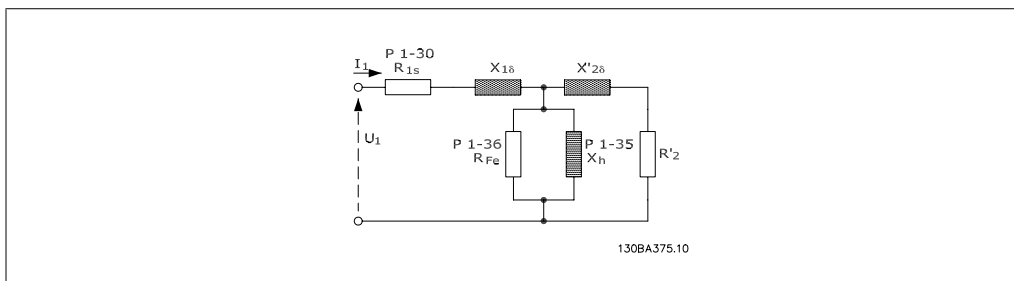 P 1-30
I1
R1s
X1δ
X'2δ
U1
P 1-36
RFe
P 1-35
Xh
R'2
130BA375.10